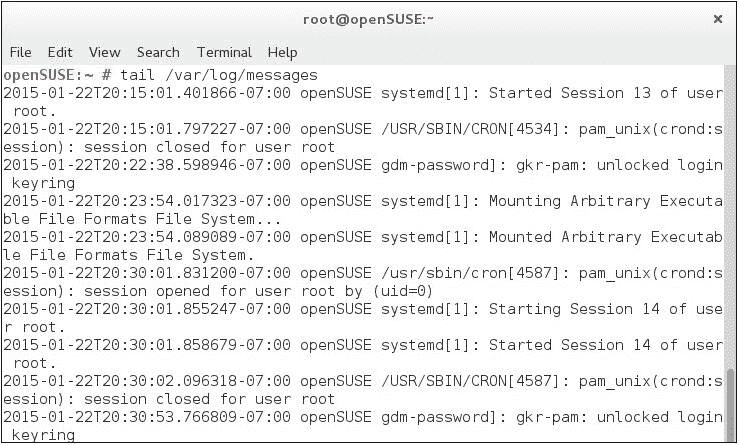 root@openSUSE:~ ×
File Edit View Search Terminal Help
openSUSE:~ # tail /var/log/messages
2015-01-22T20:15:01.401866-07:00 openSUSE systemd[1]: Started Session 13 of user
 root.
2015-01-22T20:15:01.797227-07:00 openSUSE /USR/SBIN/CRON[4534]: pam_unix(crond:s
ession): session closed for user root
2015-01-22T20:22:38.598946-07:00 openSUSE gdm-password]: gkr-pam: unlocked login
 keyring
2015-01-22T20:23:54.017323-07:00 openSUSE systemd[1]: Mounting Arbitrary Executa
ble File Formats File System...
2015-01-22T20:23:54.089089-07:00 openSUSE systemd[1]: Mounted Arbitrary Executab
le File Formats File System.
2015-01-22T20:30:01.831200-07:00 openSUSE /usr/sbin/cron[4587]: pam_unix(crond:s
ession): session opened for user root by (uid=0)
2015-01-22T20:30:01.855247-07:00 openSUSE systemd[1]: Starting Session 14 of use
r root.
2015-01-22T20:30:01.858679-07:00 openSUSE systemd[1]: Started Session 14 of user
 root.
2015-01-22T20:30:02.096318-07:00 openSUSE /USR/SBIN/CRON[4587]: pam_unix(crond:s
ession): session closed for user root
2015-01-22T20:30:53.766809-07:00 openSUSE gdm-password]: gkr-pam: unlocked login
 keyring